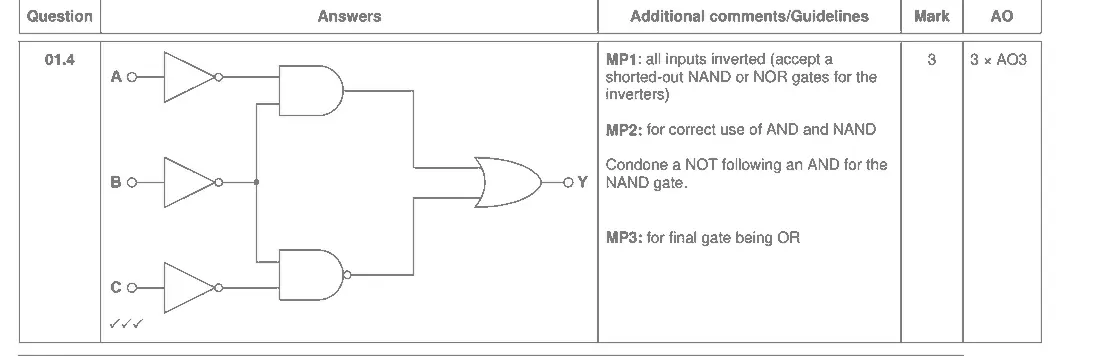 Question Answers Additional comments/Guidelines Mark AO
01.4
A
B
C
Y
✓✓✓
MP1: all inputs inverted (accept a
shorted-out NAND or NOR gates for the
inverters)
MP2: for correct use of AND and NAND
Condone a NOT following an AND for the
NAND gate.
MP3: for final gate being OR
3
3 × AO3